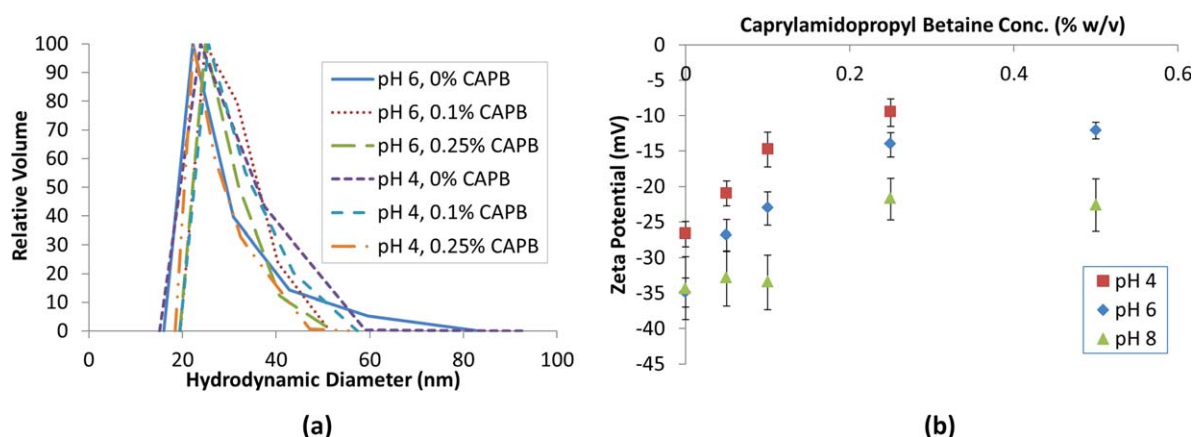 100
90
80
70
60
50
40
30
20
10
0
Relative Volume
0 20 40 60 80 100
Hydrodynamic Diameter (nm)
pH 6, 0% CAPB
pH 6, 0.1% CAPB
pH 6, 0.25% CAPB
pH 4, 0% CAPB
pH 4, 0.1% CAPB
pH 4, 0.25% CAPB
(a)
Caprylamidopropyl Betaine Conc. (% w/v)
0 0.2 0.4 0.6
0
-5
-10
-15
-20
-25
-30
-35
-40
-45
Zeta Potential (mV)
pH 4
pH 6
pH 8
(b)